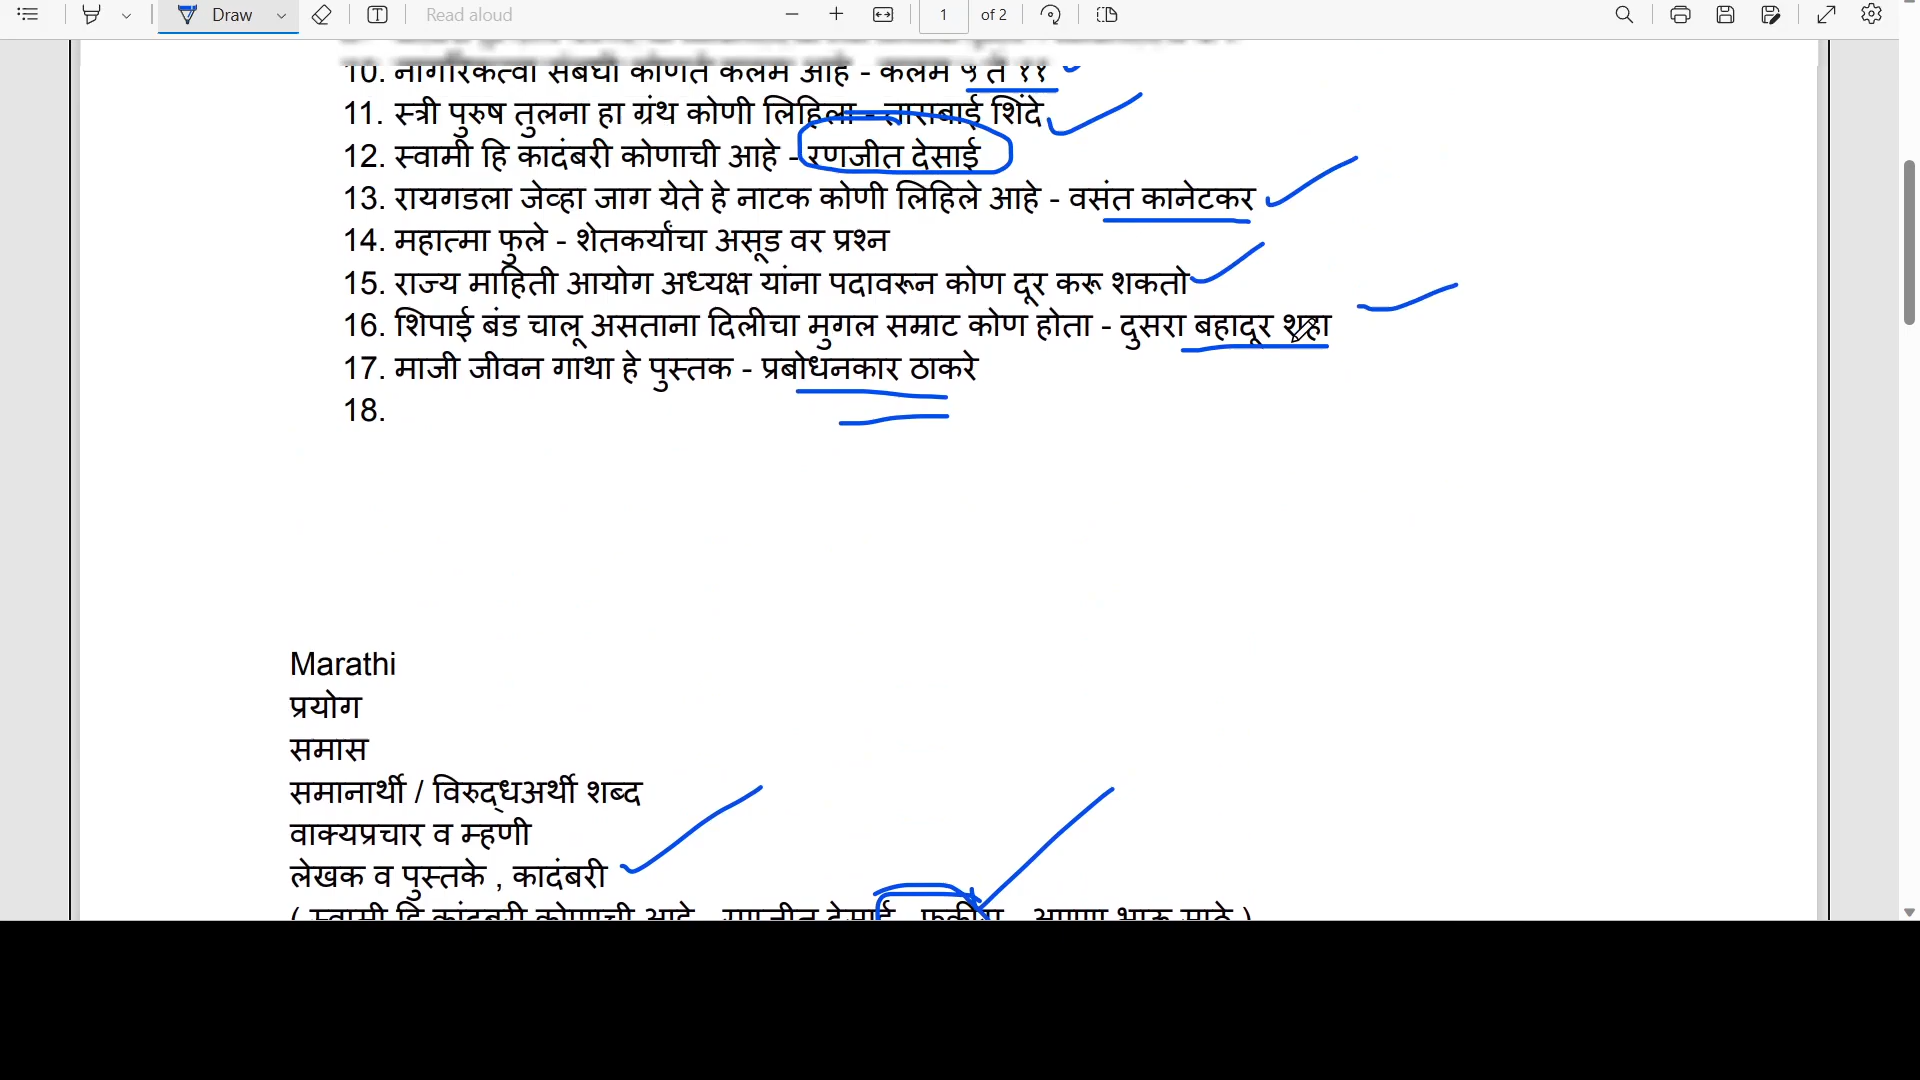 Draw Read aloud 1 of 2
10. नागरिकत्वा संबंधी कोणते कलम आहे - कलम ५ ते ११
11. स्त्री पुरुष तुलना हा ग्रंथ कोणी लिहिला - ताराबाई शिंदे
12. स्वामी हि कादंबरी कोणाची आहे - रणजीत देसाई
13. रायगडला जेव्हा जाग येते हे नाटक कोणी लिहिले आहे - वसंत कानेटकर
14. महात्मा फुले - शेतकर्यांचा असूड वर प्रश्न
15. राज्य माहिती आयोग अध्यक्ष यांना पदावरून कोण दूर करू शकतो
16. शिपाई बंड चालू असताना दिलीचा मुगल सम्राट कोण होता - दुसरा बहादूर शहा
17. माजी जीवन गाथा हे पुस्तक - प्रबोधनकार ठाकरे
18.
Marathi
प्रयोग
समास
समानार्थी / विरुद्धअर्थी शब्द
वाक्यप्रचार व म्हणी
लेखक व पुस्तके , कादंबरी
( स्वामी हि कांदबरी कोणाची आहे - रणजीत देसाई